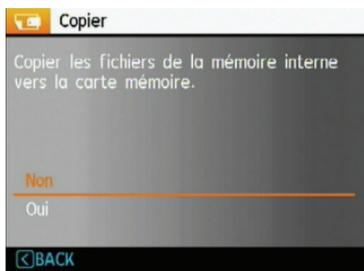 Copier
Copier les fichiers de la mémoire interne
vers la carte mémoire.
Non
Oui
BACK